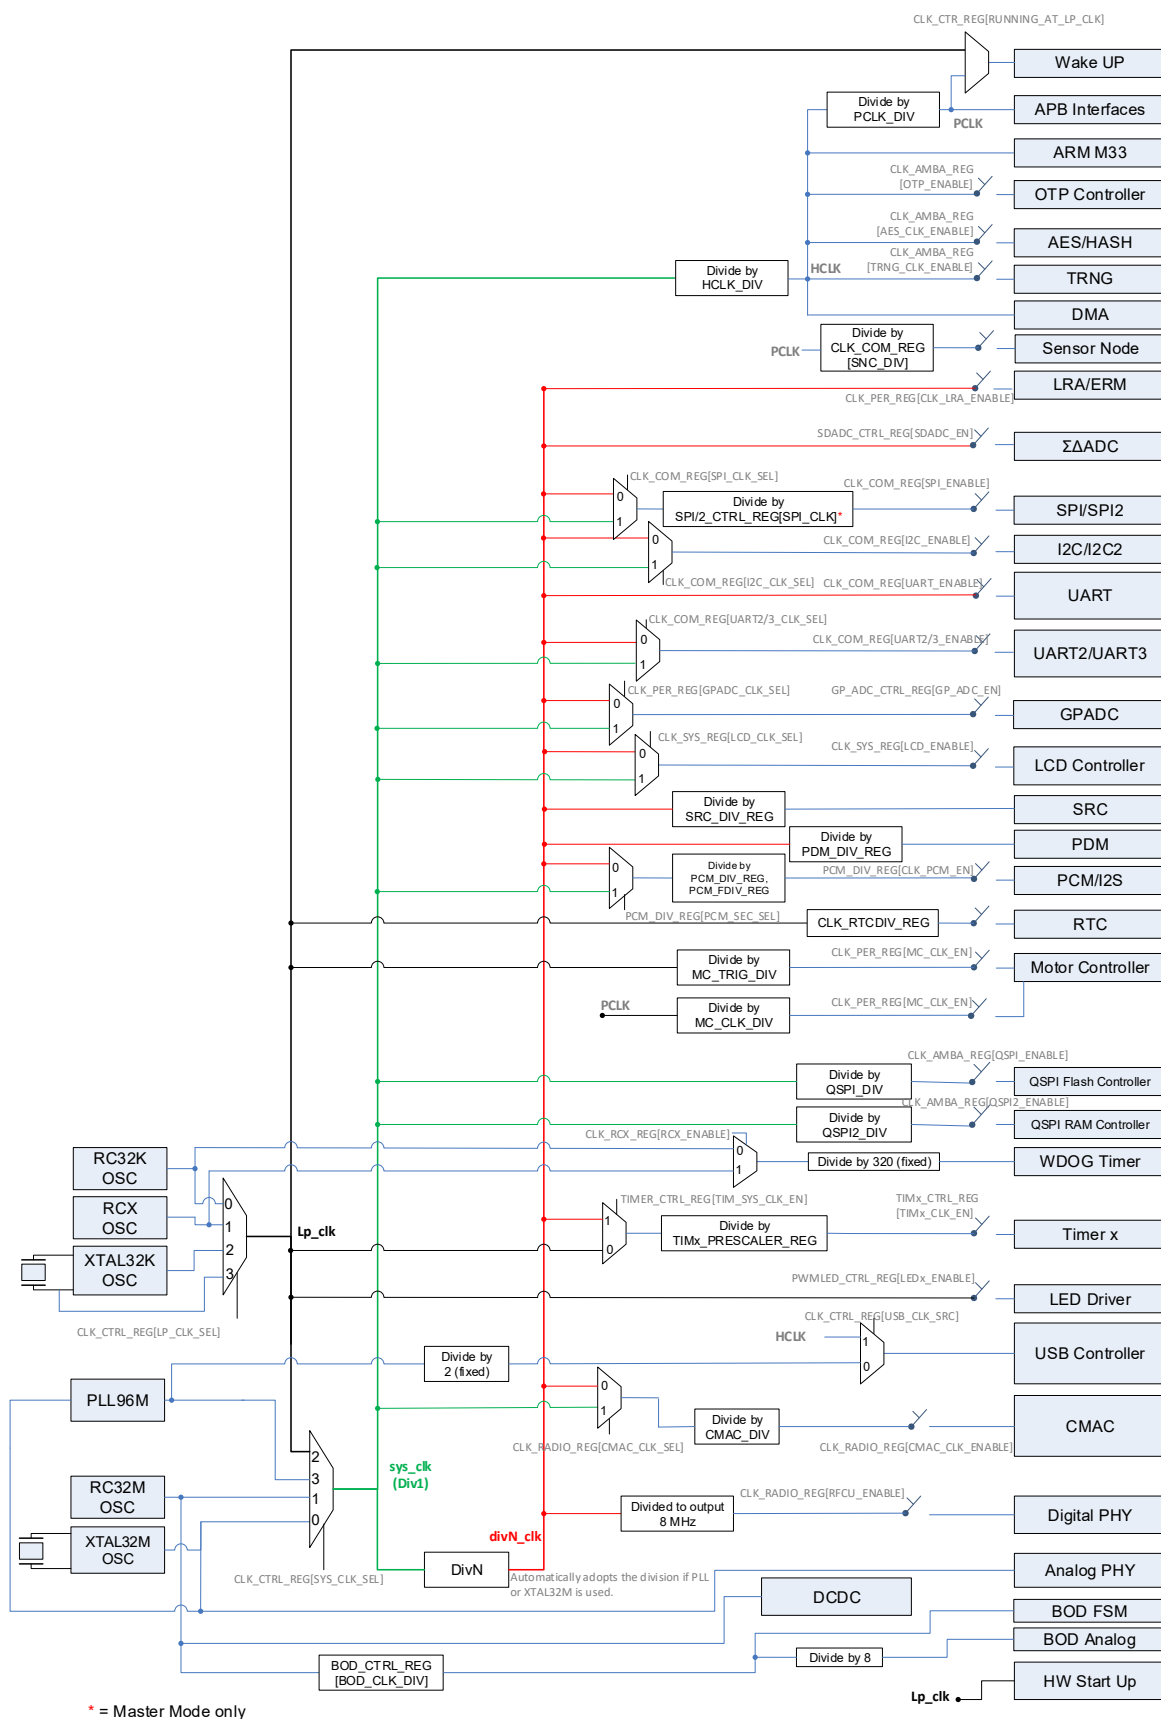 CLK_CTR_REG[RUNNING_AT_LP_CLK]
Wake UP
Divide by
PCLK_DIV
PCLK
APB Interfaces
ARM M33
CLK_AMBA_REG
[OTP_ENABLE]
OTP Controller
CLK_AMBA_REG
[AES_CLK_ENABLE]
AES/HASH
CLK_AMBA_REG
[TRNG_CLK_ENABLE]
Divide by
HCLK_DIV
HCLK
TRNG
DMA
PCLK
Divide by
CLK_COM_REG
[SNC_DIV]
Sensor Node
LRA/ERM
CLK_PER_REG[CLK_LRA_ENABLE]
SDADC_CTRL_REG[SDADC_EN]
ΣΔADC
CLK_COM_REG[SPI_CLK_SEL]
CLK_COM_REG[SPI_ENABLE]
0
1
Divide by
SPI/2_CTRL_REG[SPI_CLK]*
SPI/SPI2
0
1
CLK_COM_REG[I2C_ENABLE]
I2C/I2C2
CLK_COM_REG[I2C_CLK_SEL]
CLK_COM_REG[UART_ENABLE]
UART
CLK_COM_REG[UART2/3_CLK_SEL]
0
1
CLK_COM_REG[UART2/3_ENABLE]
UART2/UART3
CLK_PER_REG[GPADC_CLK_SEL]
GP_ADC_CTRL_REG[GP_ADC_EN]
0
1
GPADC
CLK_SYS_REG[LCD_CLK_SEL]
CLK_SYS_REG[LCD_ENABLE]
0
1
LCD Controller
Divide by
SRC_DIV_REG
SRC
Divide by
PDM_DIV_REG
PDM
0
1
Divide by
PCM_DIV_REG,
PCM_FDIV_REG
PCM_DIV_REG[CLK_PCM_EN]
PCM/I2S
PCM_DIV_REG[PCM_SEC_SEL]
CLK_RTCDIV_REG
RTC
Divide by
MC_TRIG_DIV
CLK_PER_REG[MC_CLK_EN]
Motor Controller
PCLK
Divide by
MC_CLK_DIV
CLK_PER_REG[MC_CLK_EN]
CLK_AMBA_REG[QSPI_ENABLE]
Divide by
QSPI_DIV
QSPI Flash Controller
CLK_AMBA_REG[QSPI2_ENABLE]
Divide by
QSPI2_DIV
QSPI RAM Controller
CLK_RCX_REG[RCX_ENABLE]
0
1
Divide by 320 (fixed)
WDOG Timer
RC32K
OSC
RCX
OSC
XTAL32K
OSC
0
1
2
3
Lp_clk
CLK_CTRL_REG[LP_CLK_SEL]
TIMER_CTRL_REG[TIM_SYS_CLK_EN]
1
0
Divide by
TIMx_PRESCALER_REG
TIMx_CTRL_REG
[TIMx_CLK_EN]
Timer x
PWMLED_CTRL_REG[LEDx_ENABLE]
LED Driver
CLK_CTRL_REG[USB_CLK_SRC]
HCLK
1
0
USB Controller
Divide by
2 (fixed)
PLL96M
0
1
Divide by
CMAC_DIV
CMAC
CLK_RADIO_REG[CMAC_CLK_SEL]
CLK_RADIO_REG[CMAC_CLK_ENABLE]
2
3
1
0
sys_clk
(Div1)
RC32M
OSC
XTAL32M
OSC
CLK_CTRL_REG[SYS_CLK_SEL]
CLK_RADIO_REG[RFCU_ENABLE]
Divided to output
8 MHz
Digital PHY
divN_clk
DivN
Automatically adopts the division if PLL
or XTAL32M is used.
Analog PHY
DCDC
BOD FSM
BOD Analog
Divide by 8
BOD_CTRL_REG
[BOD_CLK_DIV]
Lp_clk
HW Start Up
* = Master Mode only